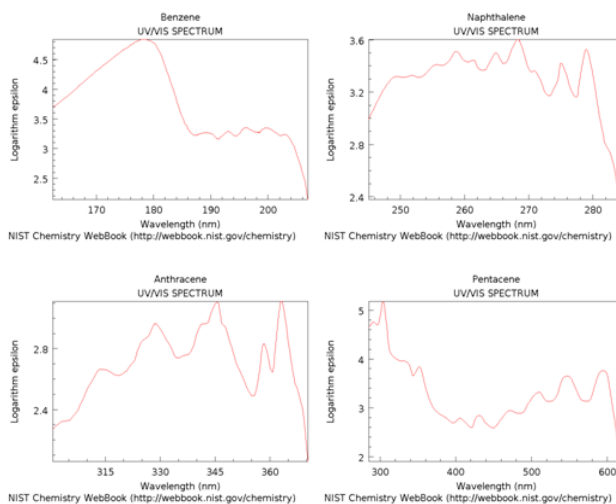 Benzene
UV/VIS SPECTRUM
4.5
4
3.5
3
2.5
Logarithm epsilon
170
180
190
200
Wavelength (nm)
NIST Chemistry WebBook (http://webbook.nist.gov/chemistry)
Naphthalene
UV/VIS SPECTRUM
3.6
3.2
2.8
2.4
Logarithm epsilon
250
260
270
280
Wavelength (nm)
NIST Chemistry WebBook (http://webbook.nist.gov/chemistry)
Anthracene
UV/VIS SPECTRUM
2.8
2.4
Logarithm epsilon
315
330
345
360
Wavelength (nm)
NIST Chemistry WebBook (http://webbook.nist.gov/chemistry)
Pentacene
UV/VIS SPECTRUM
5
4
3
2
Logarithm epsilon
300
400
500
600
Wavelength (nm)
NIST Chemistry WebBook (http://webbook.nist.gov/chemistry)